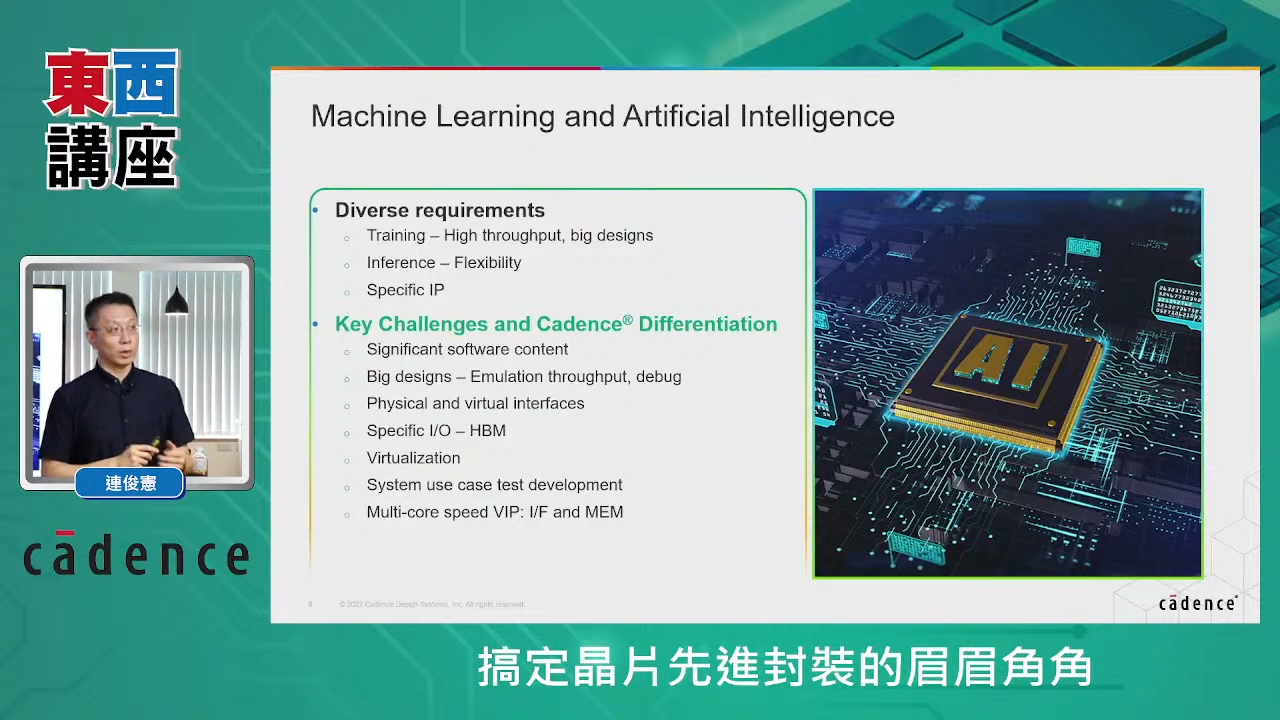 東西
講座
連俊憲
cādence
Machine Learning and Artificial Intelligence
• Diverse requirements
○ Training – High throughput, big designs
○ Inference – Flexibility
○ Specific IP
• Key Challenges and Cadence® Differentiation
○ Significant software content
○ Big designs – Emulation throughput, debug
○ Physical and virtual interfaces
○ Specific I/O – HBM
○ Virtualization
○ System use case test development
○ Multi-core speed VIP: I/F and MEM
AI
© 2022 Cadence Design Systems, Inc. All rights reserved.
cādence®
搞定晶片先進封裝的眉眉角角